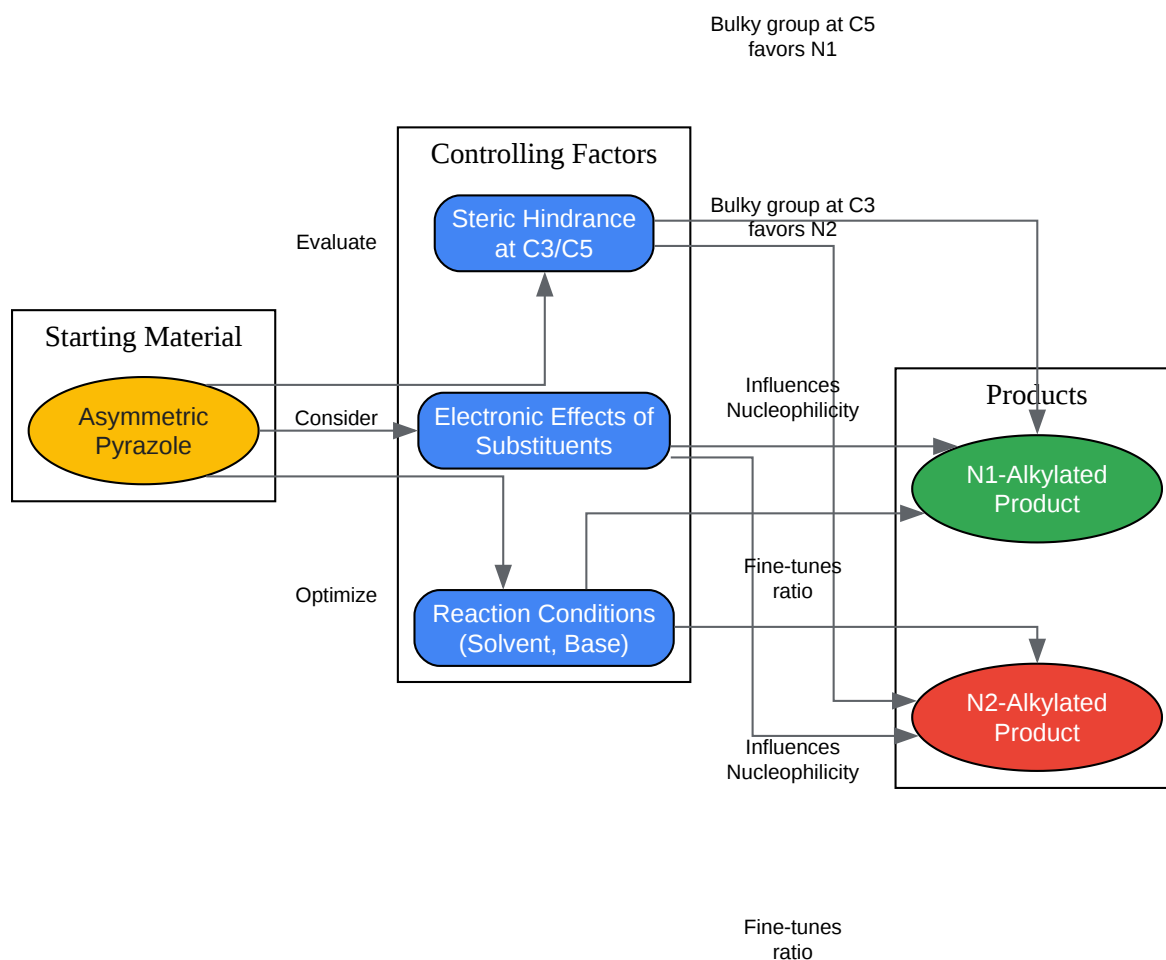 Bulky group at C5
favors N1
Controlling Factors
Steric Hindrance
at C3/C5
Bulky group at C3
favors N2
Evaluate
Starting Material
Asymmetric
Pyrazole
Consider
Electronic Effects of
Substituents
Influences
Nucleophilicity
Products
N1-Alkylated
Product
Optimize
Reaction Conditions
(Solvent, Base)
Fine-tunes
ratio
N2-Alkylated
Product
Influences
Nucleophilicity
Fine-tunes
ratio